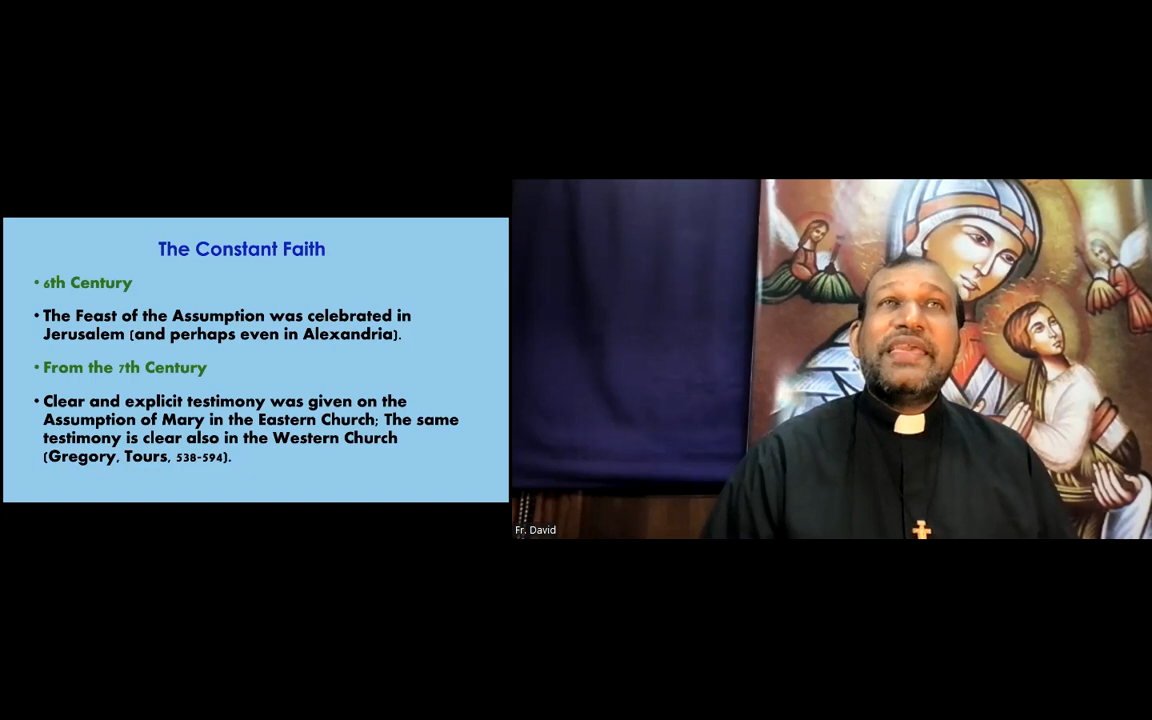 The Constant Faith
• 6th Century
• The Feast of the Assumption was celebrated in
Jerusalem (and perhaps even in Alexandria).
• From the 7th Century
• Clear and explicit testimony was given on the
Assumption of Mary in the Eastern Church; The same
testimony is clear also in the Western Church
(Gregory, Tours, 538-594).
Fr. David